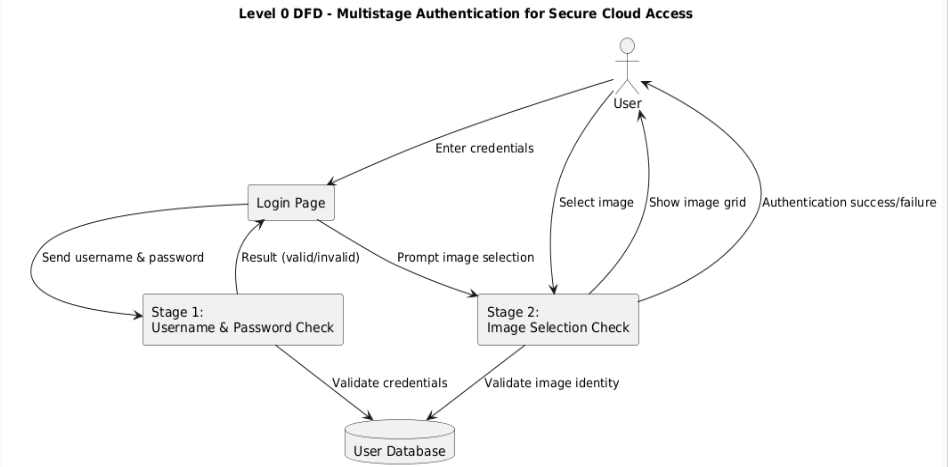 Level 0 DFD - Multistage Authentication for Secure Cloud Access
User
Enter credentials
Login Page
Select image
Show image grid
Authentication success/failure
Send username & password
Result (valid/invalid)
Prompt image selection
Stage 1:
Username & Password Check
Stage 2:
Image Selection Check
Validate credentials
Validate image identity
User Database